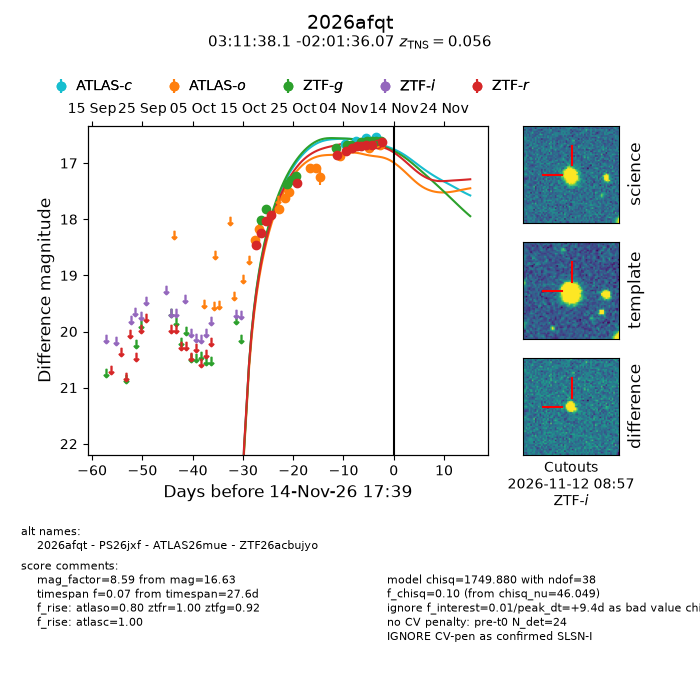 2026afqt
03:11:38.1 -02:01:36.07 zTNS = 0.056
ATLAS-c ATLAS-o ZTF-g ZTF-i ZTF-r
15 Sep 25 Sep 05 Oct 15 Oct 25 Oct 04 Nov 14 Nov 24 Nov
17
18
19
20
21
22
Difference magnitude
−60 −50 −40 −30 −20 −10 0 10
Days before 14-Nov-26 17:39
science
template
difference
Cutouts
2026-11-12 08:57
ZTF-i
alt names:
2026afqt - PS26jxf - ATLAS26mue - ZTF26acbujyo
score comments:
mag_factor=8.59 from mag=16.63
timespan f=0.07 from timespan=27.6d
f_rise: atlaso=0.80 ztfr=1.00 ztfg=0.92
f_rise: atlasc=1.00
model chisq=1749.880 with ndof=38
f_chisq=0.10 (from chisq_nu=46.049)
ignore f_interest=0.01/peak_dt=+9.4d as bad value chi
no CV penalty: pre-t0 N_det=24
IGNORE CV-pen as confirmed SLSN-I